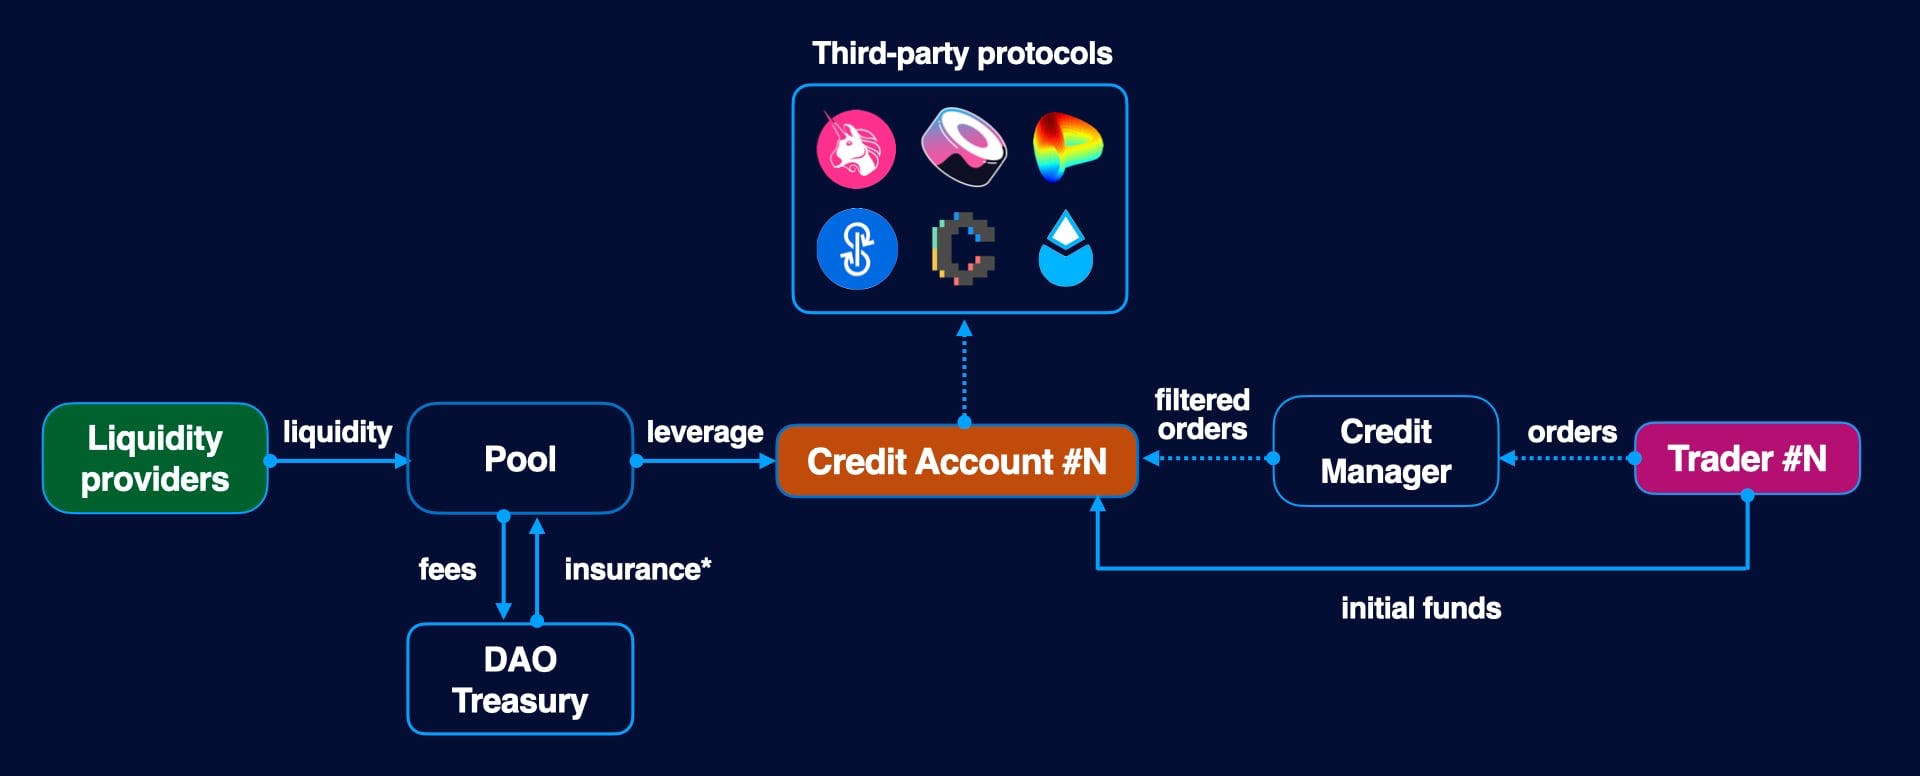 Third-party protocols
Liquidity
providers
liquidity
Pool
leverage
Credit Account #N
filtered
orders
Credit
Manager
orders
Trader #N
fees
insurance*
initial funds
DAO
Treasury